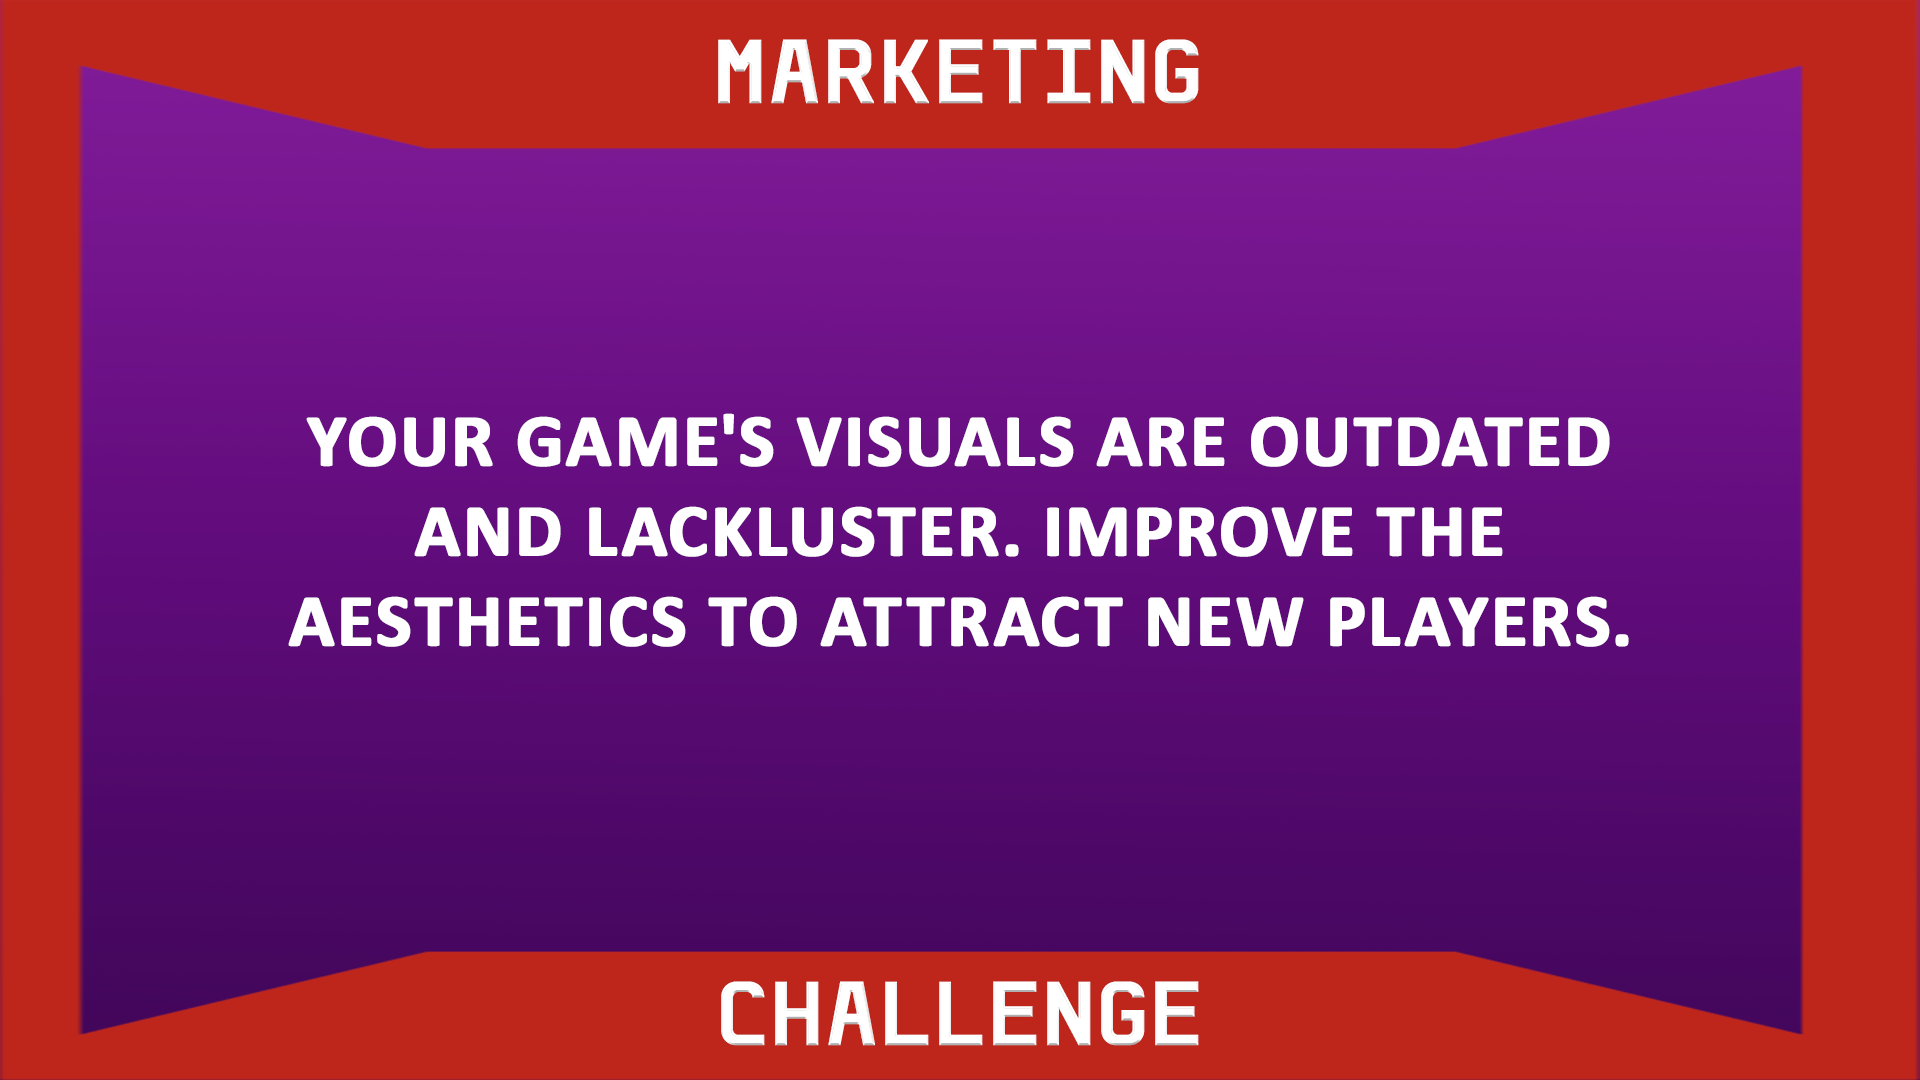 MARKETING
YOUR GAME'S VISUALS ARE OUTDATED
AND LACKLUSTER. IMPROVE THE
AESTHETICS TO ATTRACT NEW PLAYERS.
CHALLENGE